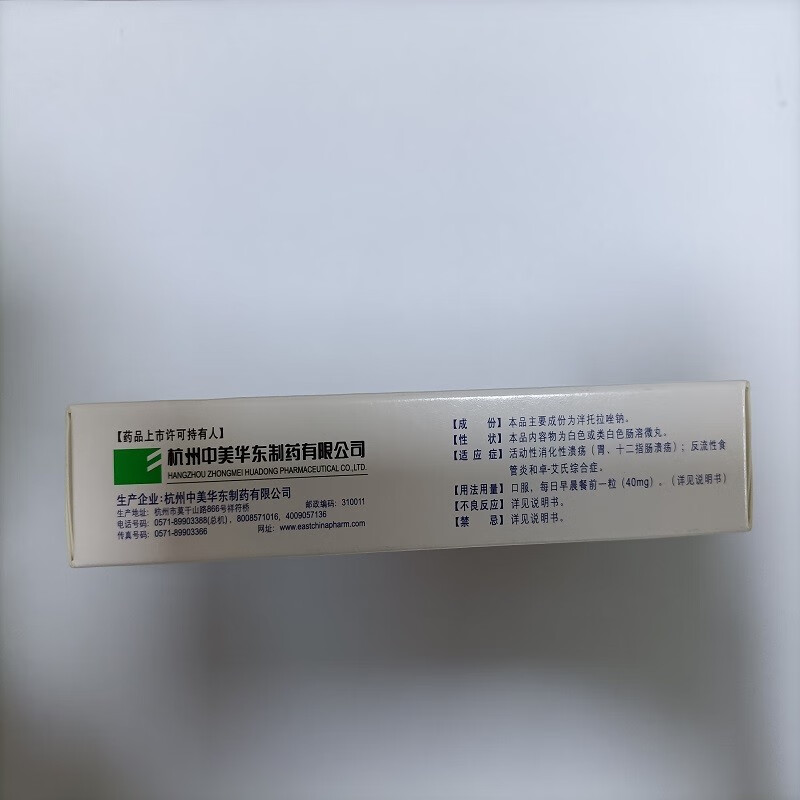 【药品上市许可持有人】
杭州中美华东制药有限公司
HANGZHOU ZHONGMEI HUADONG PHARMACEUTICAL CO.,LTD.
生产企业：杭州中美华东制药有限公司
生产地址：杭州市莫干山路866号祥符桥 邮政编码：310011
电话号码：0571-89903388(总机)，8008571016，4009057136
传真号码：0571-89903366 网址：www.eastchinapharm.com
【成 份】本品主要成份为泮托拉唑钠。
【性 状】本品内容物为白色或类白色肠溶微丸。
【适 应 症】活动性消化性溃疡（胃、十二指肠溃疡）；反流性食
管炎和卓-艾氏综合症。
【用法用量】口服，每日早晨餐前一粒（40mg）。（详见说明书）
【不良反应】详见说明书。
【禁 忌】详见说明书。